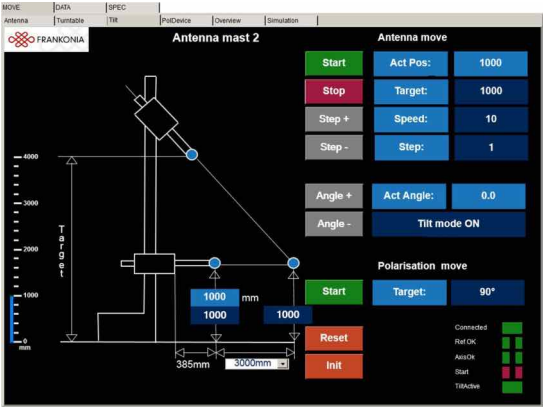 MOVE DATA SPEC
Antenna Turntable Tilt PolDevice Overview Simulation
FRANKONIA
Antenna mast 2
Antenna move
Start Act Pos: 1000
Stop Target: 1000
Step + Speed: 10
Step - Step: 1
4000
3000
2000
1000
0
mm
Target
Angle + Act Angle: 0.0
Angle - Tilt mode ON
Polarisation move
1000 mm
1000 1000
Start Target: 90°
385mm 3000mm
Reset
Init
Connected
Ref OK
AxisOk
Start
TiltActive